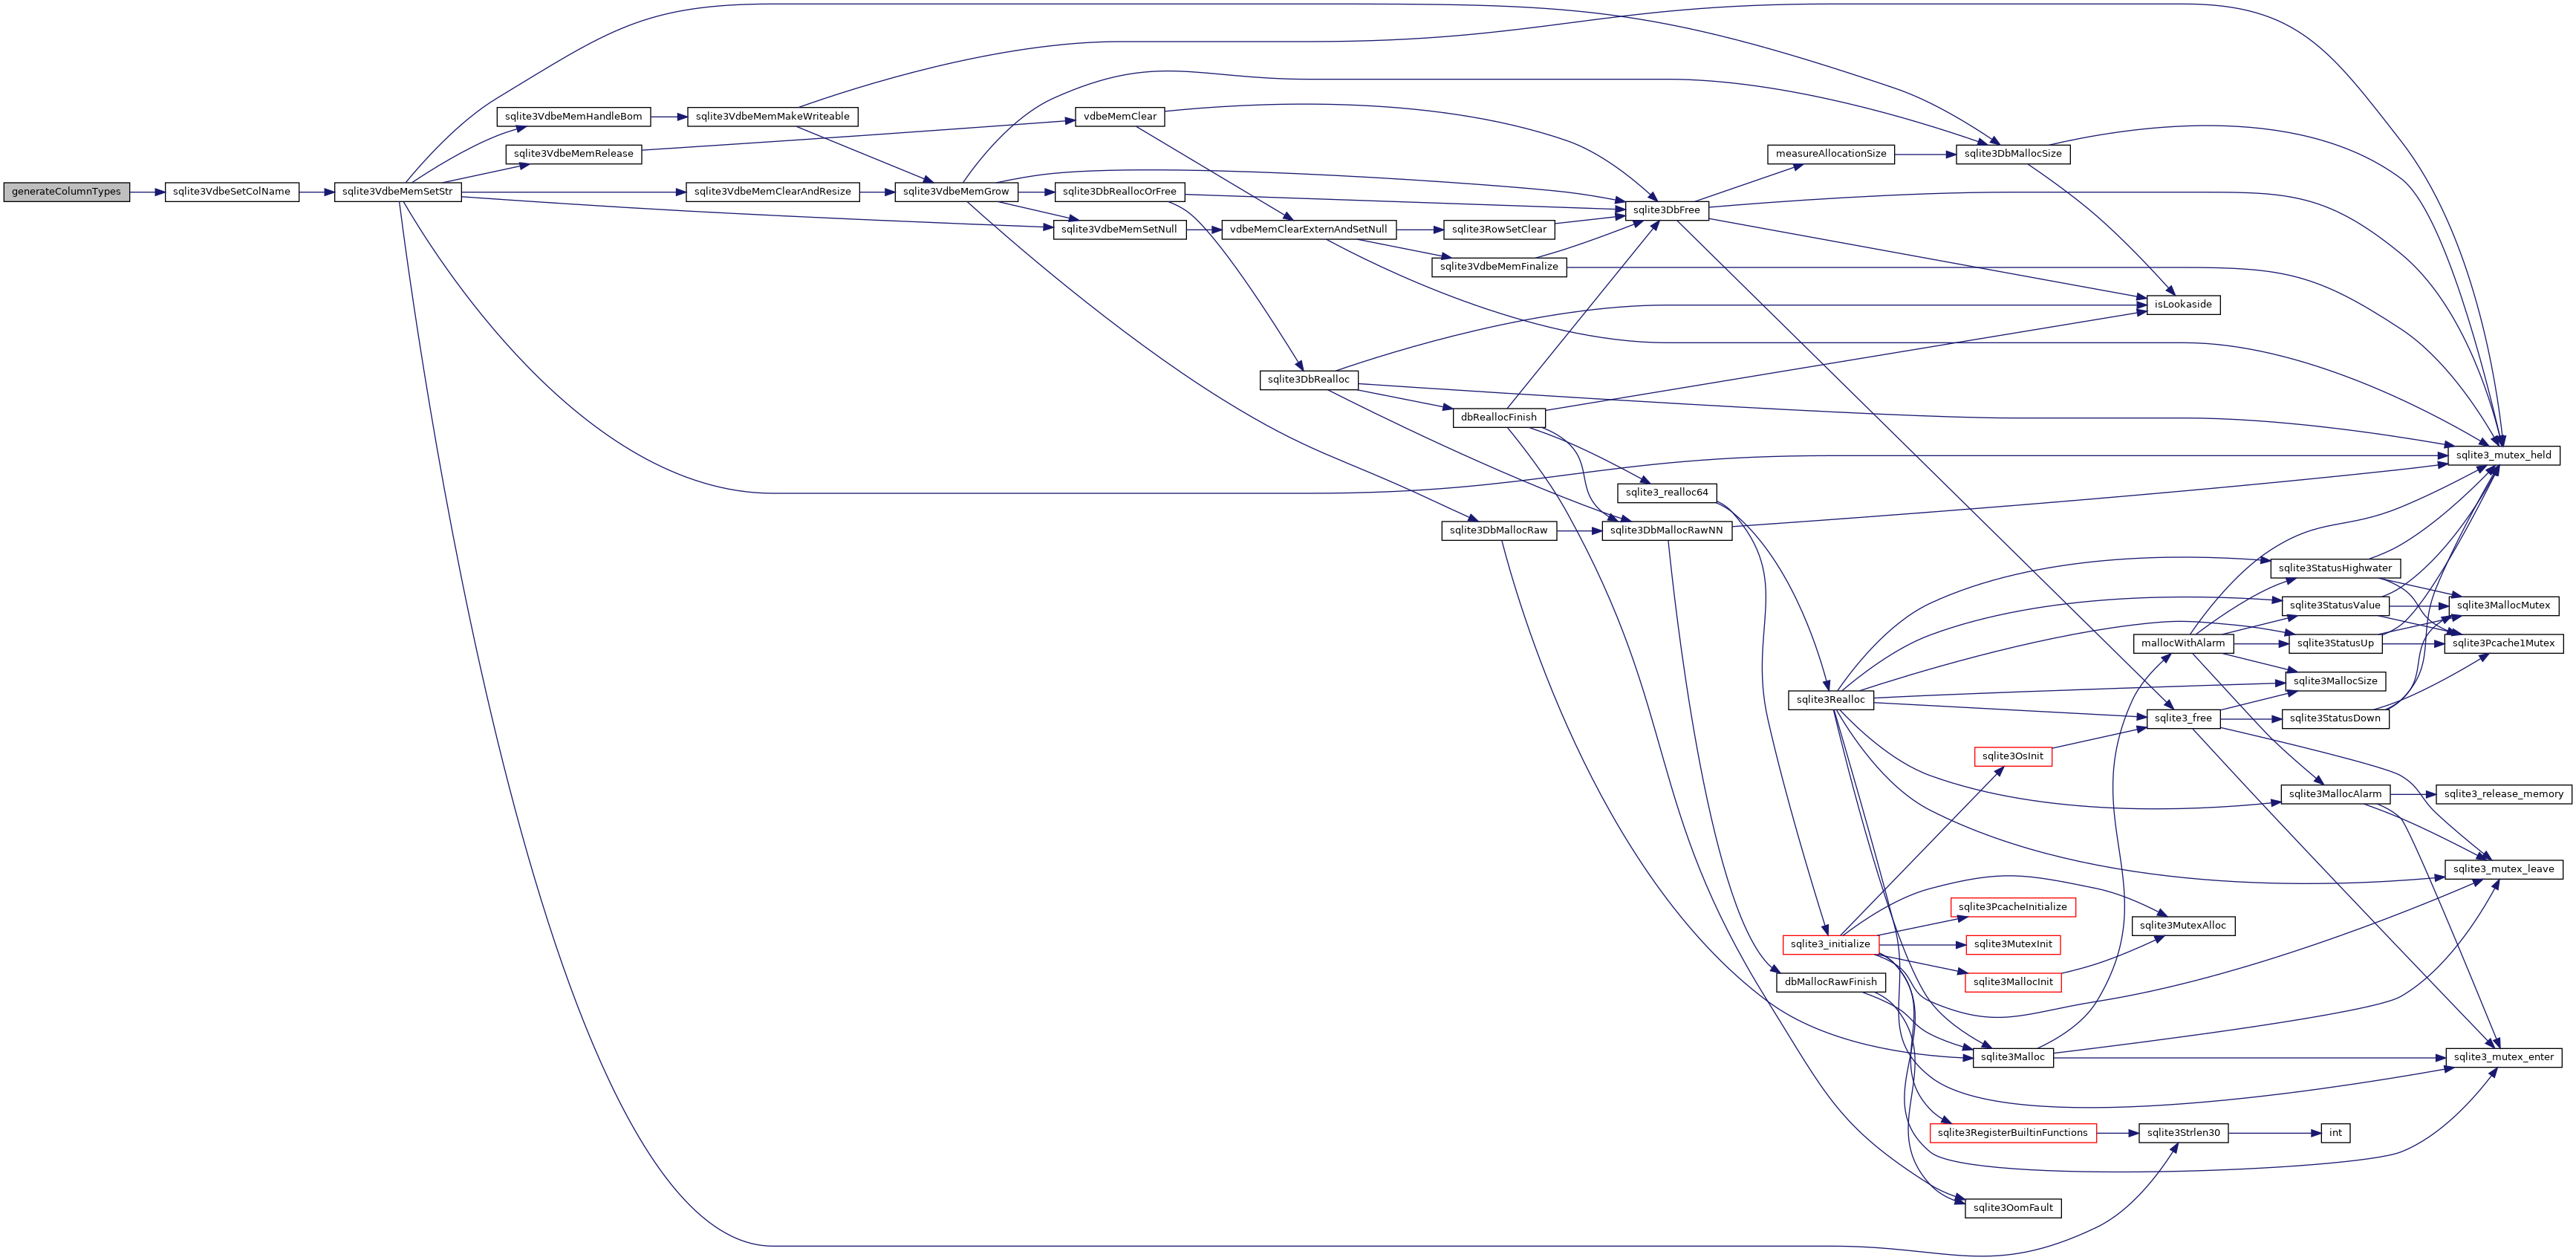 generateColumnTypes
sqlite3VdbeSetColName
sqlite3VdbeMemSetStr
sqlite3VdbeMemHandleBom
sqlite3VdbeMemRelease
sqlite3VdbeMemMakeWriteable
sqlite3VdbeMemClearAndResize
sqlite3VdbeMemGrow
vdbeMemClear
sqlite3DbReallocOrFree
sqlite3VdbeMemSetNull
vdbeMemClearExternAndSetNull
sqlite3RowSetClear
sqlite3VdbeMemFinalize
sqlite3DbFree
measureAllocationSize
sqlite3DbMallocSize
isLookaside
sqlite3DbRealloc
dbReallocFinish
sqlite3_mutex_held
sqlite3_realloc64
sqlite3DbMallocRaw
sqlite3DbMallocRawNN
sqlite3StatusHighwater
sqlite3StatusValue
sqlite3MallocMutex
mallocWithAlarm
sqlite3StatusUp
sqlite3Pcache1Mutex
sqlite3MallocSize
sqlite3Realloc
sqlite3_free
sqlite3StatusDown
sqlite3OsInit
sqlite3MallocAlarm
sqlite3_release_memory
sqlite3_mutex_leave
sqlite3PcacheInitialize
sqlite3MutexAlloc
sqlite3_initialize
sqlite3MutexInit
dbMallocRawFinish
sqlite3MallocInit
sqlite3Malloc
sqlite3_mutex_enter
sqlite3RegisterBuiltinFunctions
sqlite3Strlen30
int
sqlite3OomFault